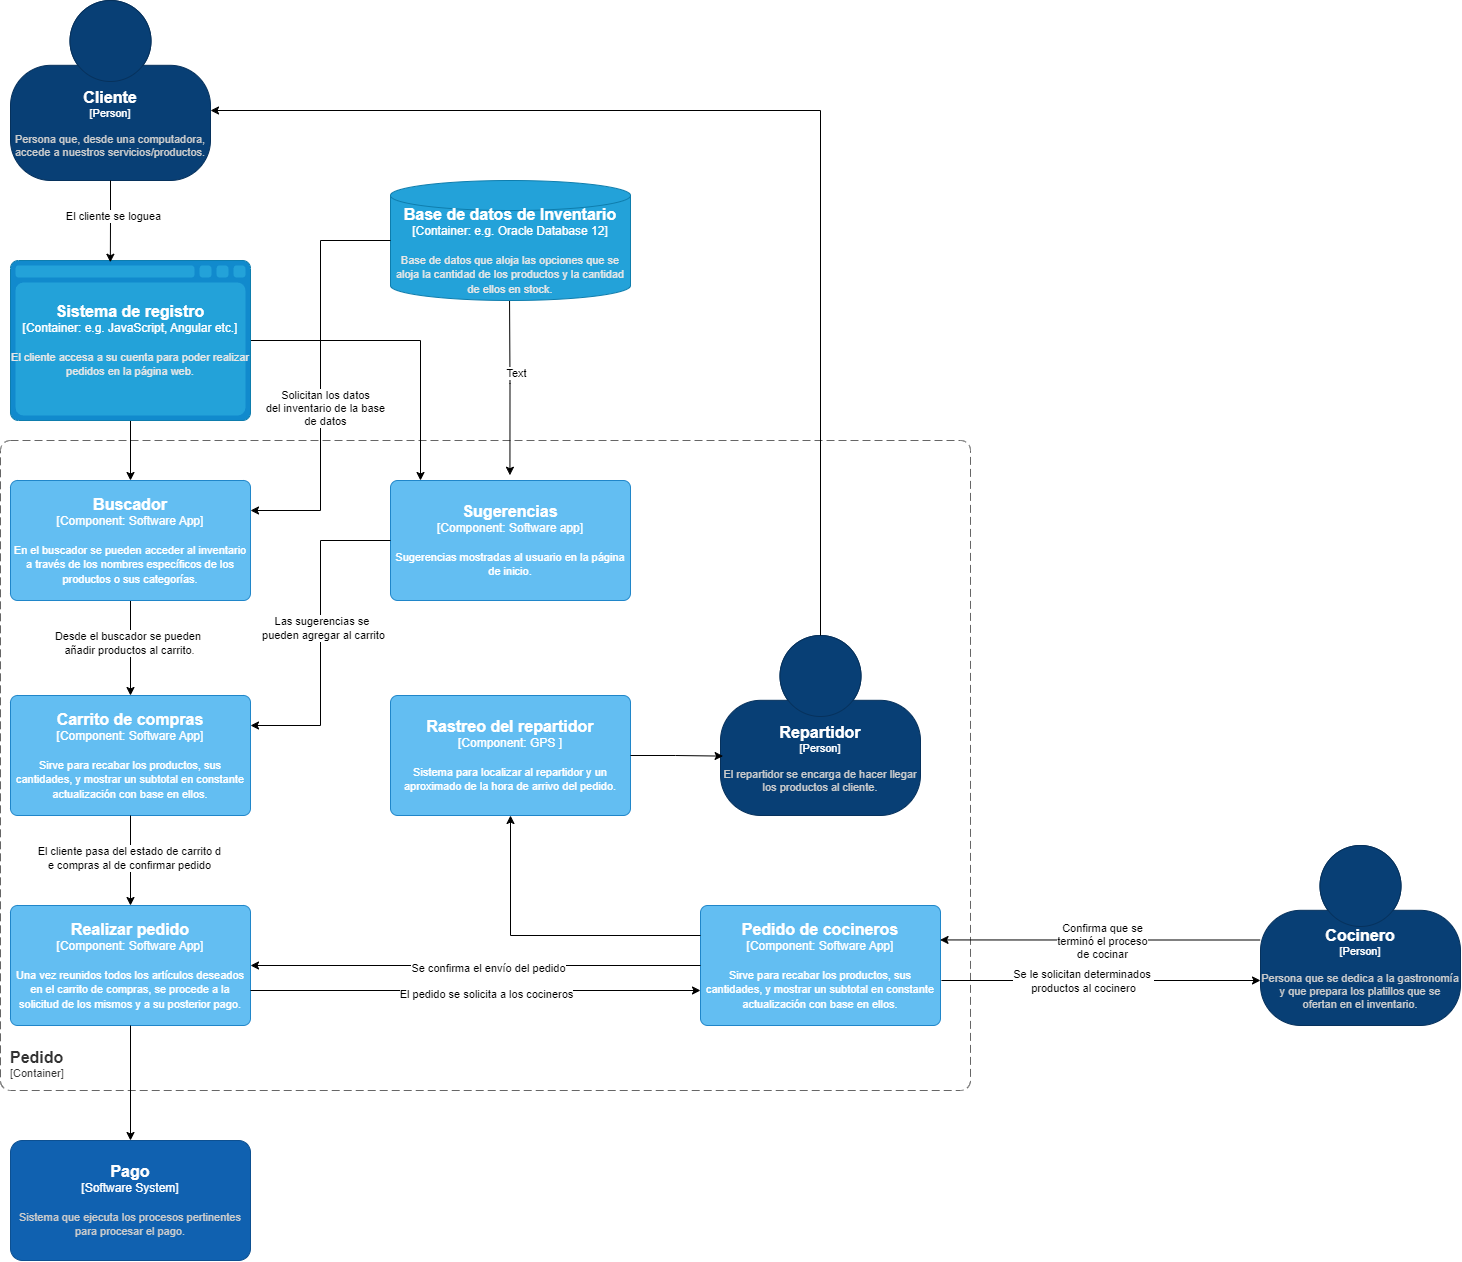 Cliente
[Person]
Persona que, desde una computadora,
accede a nuestros servicios/productos.
El cliente se loguea
Base de datos de Inventario
[Container: e.g. Oracle Database 12]
Base de datos que aloja las opciones que se
aloja la cantidad de los productos y la cantidad
de ellos en stock.
Sistema de registro
[Container: e.g. JavaScript, Angular etc.]
El cliente accesa a su cuenta para poder realizar
pedidos en la página web.
Text
Solicitan los datos
del inventario de la base
de datos
Buscador
[Component: Software App]
En el buscador se pueden acceder al inventario
a través de los nombres específicos de los
productos o sus categorías.
Sugerencias
[Component: Software app]
Sugerencias mostradas al usuario en la página
de inicio.
Desde el buscador se pueden
añadir productos al carrito.
Las sugerencias se
pueden agregar al carrito
Carrito de compras
[Component: Software App]
Sirve para recabar los productos, sus
cantidades, y mostrar un subtotal en constante
actualización con base en ellos.
Rastreo del repartidor
[Component: GPS ]
Sistema para localizar al repartidor y un
aproximado de la hora de arrivo del pedido.
Repartidor
[Person]
El repartidor se encarga de hacer llegar
los productos al cliente.
El cliente pasa del estado de carrito d
e compras al de confirmar pedido
Realizar pedido
[Component: Software App]
Una vez reunidos todos los artículos deseados
en el carrito de compras, se procede a la
solicitud de los mismos y a su posterior pago.
Se confirma el envío del pedido
El pedido se solicita a los cocineros
Pedido de cocineros
[Component: Software App]
Sirve para recabar los productos, sus
cantidades, y mostrar un subtotal en constante
actualización con base en ellos.
Confirma que se
terminó el proceso
de cocinar
Se le solicitan determinados
productos al cocinero
Cocinero
[Person]
Persona que se dedica a la gastronomía
y que prepara los platillos que se
ofertan en el inventario.
Pedido
[Container]
Pago
[Software System]
Sistema que ejecuta los procesos pertinentes
para procesar el pago.